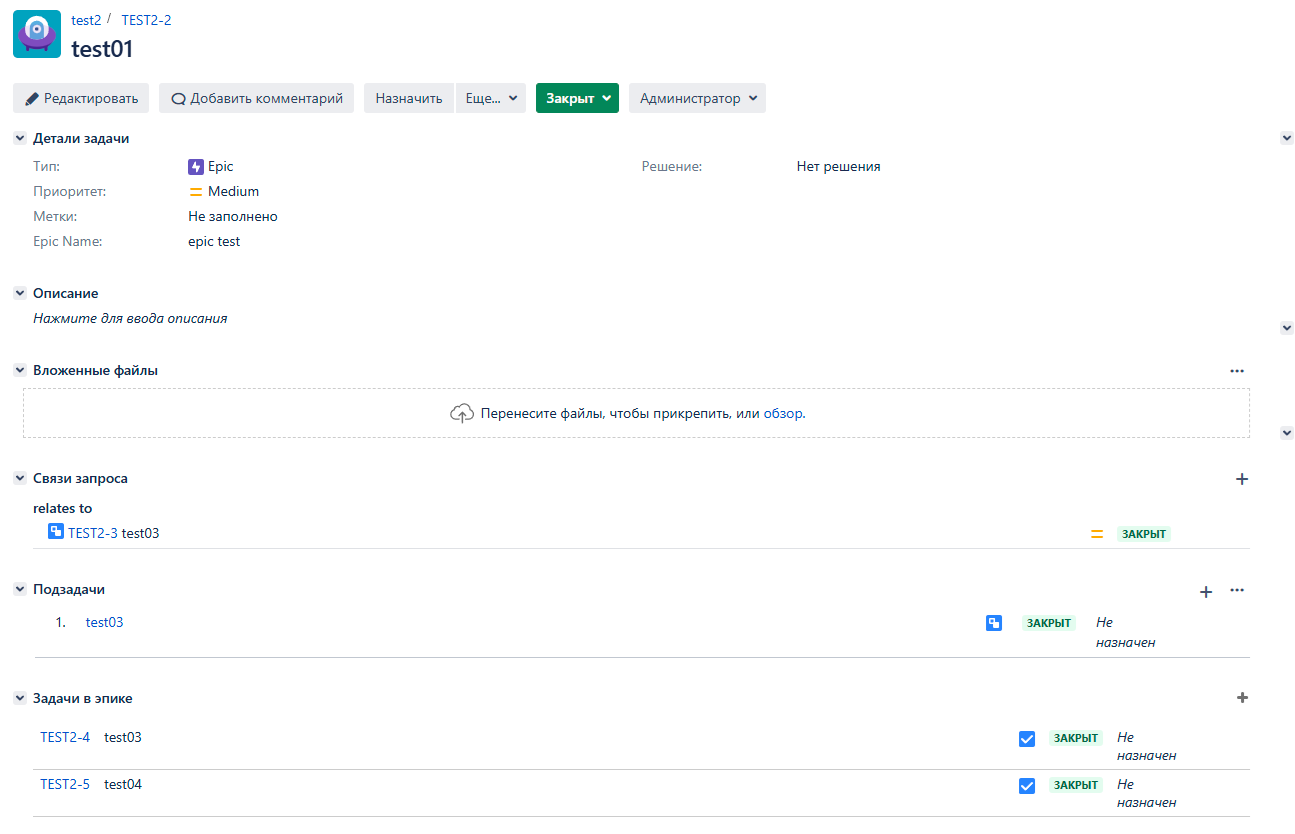 test2 / TEST2-2
test01
Редактировать Добавить комментарий Назначить Еще... Закрыт Администратор
Детали задачи
Тип: Epic Решение: Нет решения
Приоритет: Medium
Метки: Не заполнено
Epic Name: epic test
Описание
Нажмите для ввода описания
Вложенные файлы
Перенесите файлы, чтобы прикрепить, или обзор.
Связи запроса
relates to
TEST2-3 test03 ЗАКРЫТ
Подзадачи
1. test03 ЗАКРЫТ Не
назначен
Задачи в эпике
TEST2-4 test03 ЗАКРЫТ Не
назначен
TEST2-5 test04 ЗАКРЫТ Не
назначен